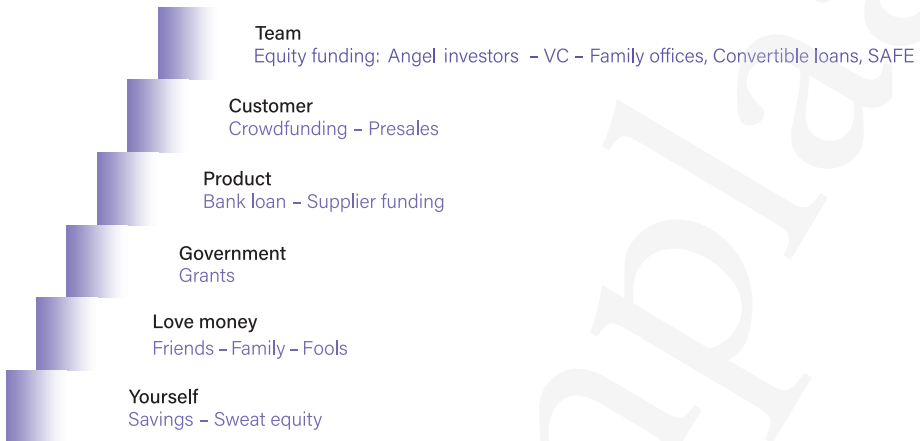 Team
Equity funding: Angel investors – VC – Family offices, Convertible loans, SAFE
Customer
Crowdfunding – Presales
Product
Bank loan – Supplier funding
Government
Grants
Love money
Friends – Family – Fools
Yourself
Savings – Sweat equity